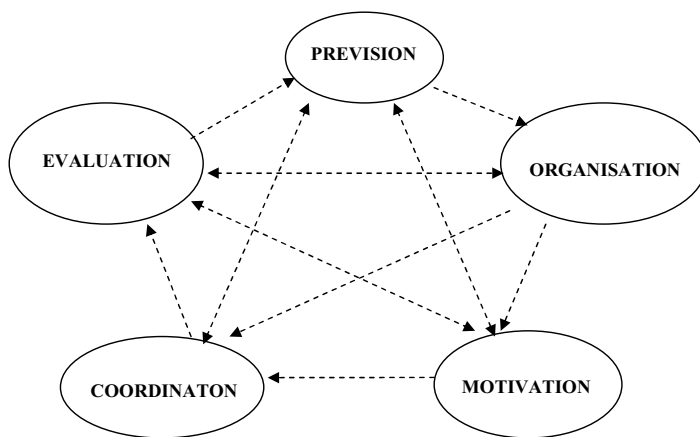 PREVISION
EVALUATION
ORGANISATION
COORDINATON
MOTIVATION